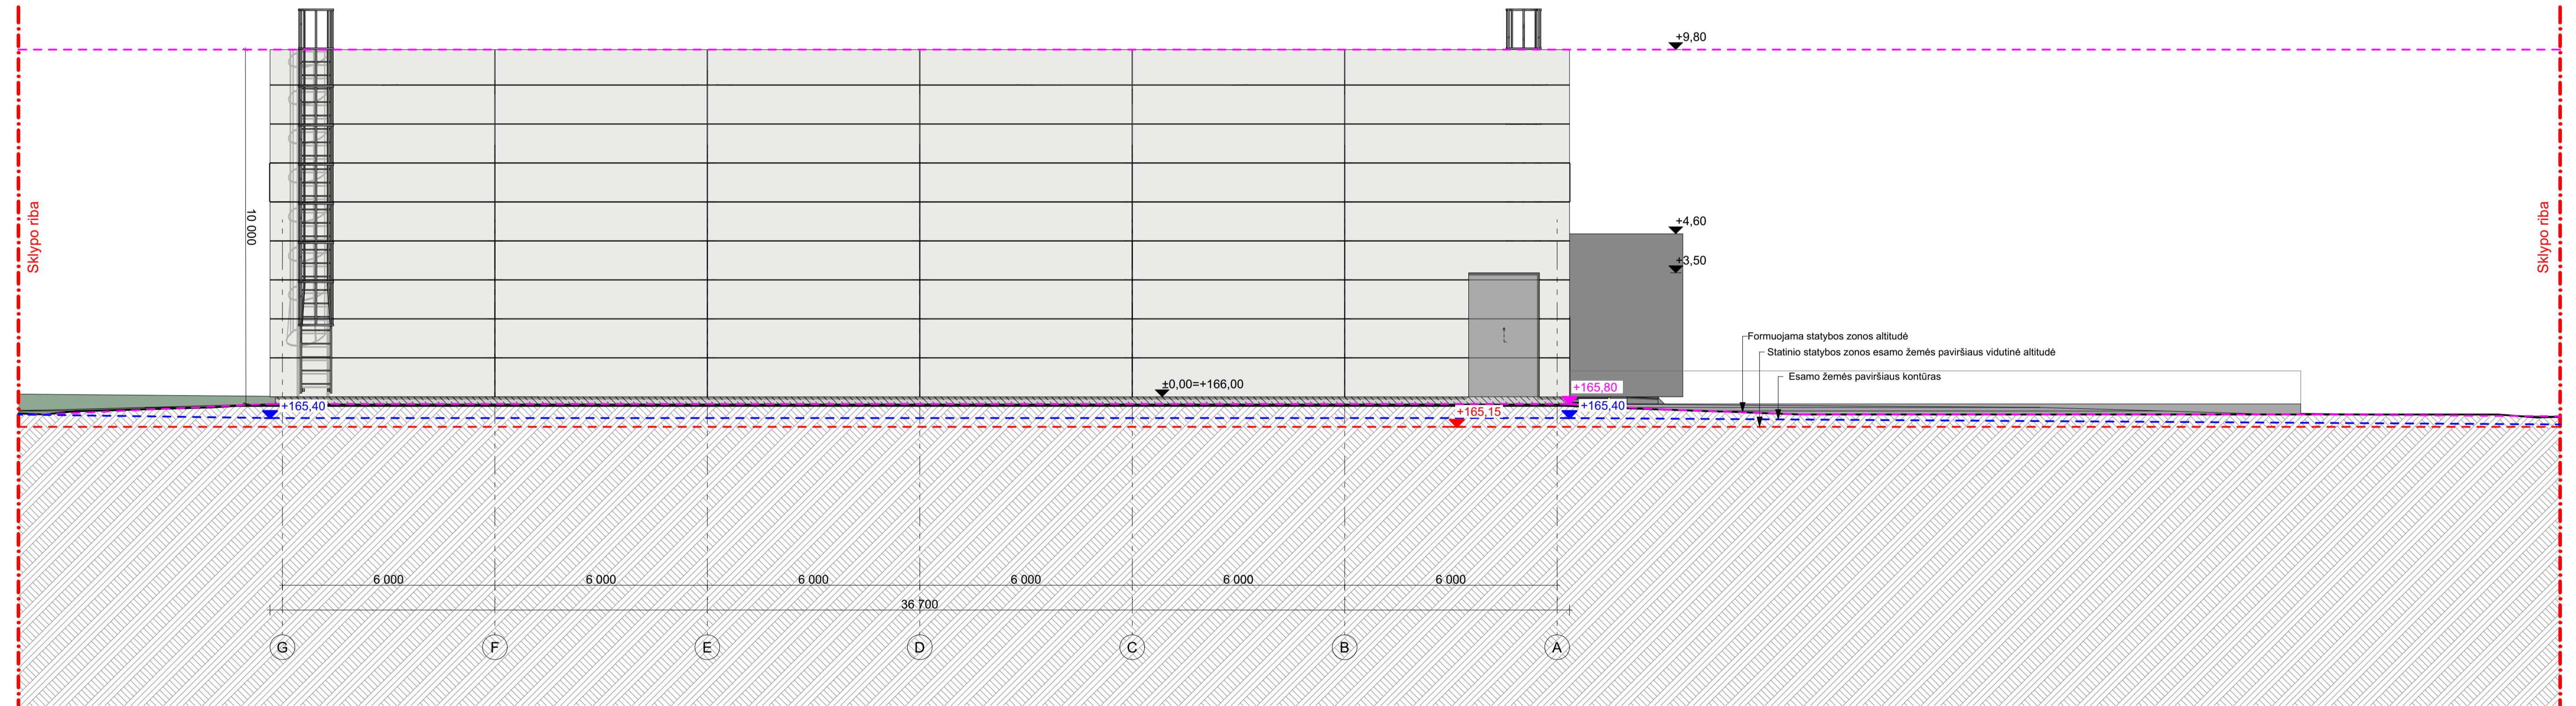 +9,80
Sklypo riba
10 000
+4,60
Sklypo riba
+3,50
Formuojama statybos zonos altitudė
Statinio statybos zonos esamo žemės paviršiaus vidutinė altitudė
Esamo žemės paviršiaus kontūras
±0,00=+166,00
+165,80
+165,40
+165,40
+165,15
6 000
6 000
6 000
6 000
6 000
6 000
36 700
G
F
E
D
C
B
A